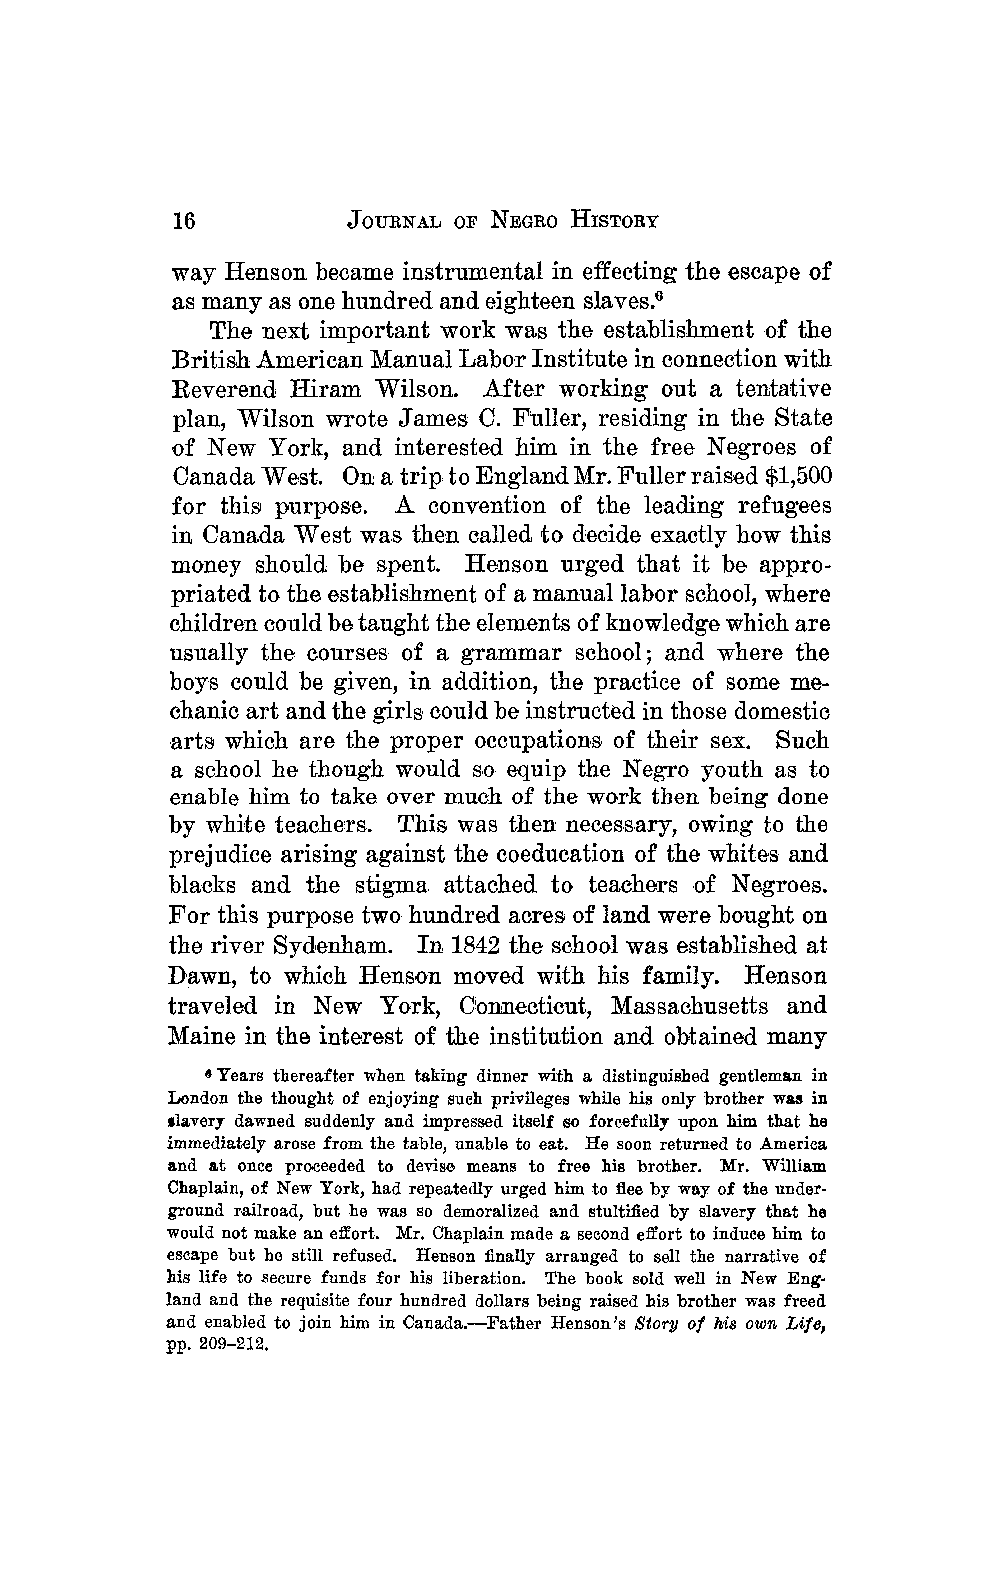 16 JOURNAL OF NEGRO HISTORY
way Henson became instrumental in effecting the escape of
as many as one hundred and eighteen slaves.⁶
The next important work was the establishment of the
British American Manual Labor Institute in connection with
Reverend Hiram Wilson. After working out a tentative
plan, Wilson wrote James C. Fuller, residing in the State
of New York, and interested him in the free Negroes of
Canada West. On a trip to England Mr. Fuller raised $1,500
for this purpose. A convention of the leading refugees
in Canada West was then called to decide exactly how this
money should be spent. Henson urged that it be appro-
priated to the establishment of a manual labor school, where
children could be taught the elements of knowledge which are
usually the courses of a grammar school; and where the
boys could be given, in addition, the practice of some me-
chanic art and the girls could be instructed in those domestic
arts which are the proper occupations of their sex. Such
a school he though would so equip the Negro youth as to
enable him to take over much of the work then being done
by white teachers. This was then necessary, owing to the
prejudice arising against the coeducation of the whites and
blacks and the stigma attached to teachers of Negroes.
For this purpose two hundred acres of land were bought on
the river Sydenham. In 1842 the school was established at
Dawn, to which Henson moved with his family. Henson
traveled in New York, Connecticut, Massachusetts and
Maine in the interest of the institution and obtained many
⁶ Years thereafter when taking dinner with a distinguished gentleman in
London the thought of enjoying such privileges while his only brother was in
slavery dawned suddenly and impressed itself so forcefully upon him that he
immediately arose from the table, unable to eat. He soon returned to America
and at once proceeded to devise means to free his brother. Mr. William
Chaplain, of New York, had repeatedly urged him to flee by way of the under-
ground railroad, but he was so demoralized and stultified by slavery that he
would not make an effort. Mr. Chaplain made a second effort to induce him to
escape but he still refused. Henson finally arranged to sell the narrative of
his life to secure funds for his liberation. The book sold well in New Eng-
land and the requisite four hundred dollars being raised his brother was freed
and enabled to join him in Canada.—Father Henson's Story of his own Life,
pp. 209–212.